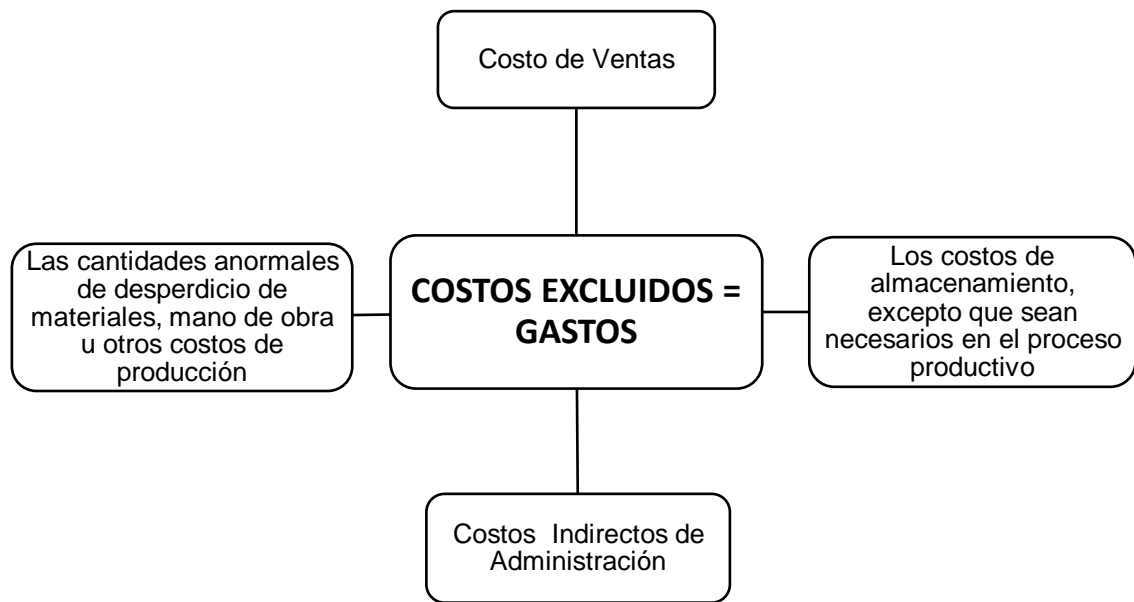 Costo de Ventas
Las cantidades anormales
de desperdicio de
materiales, mano de obra
u otros costos de
producción
COSTOS EXCLUIDOS =
GASTOS
Los costos de
almacenamiento,
excepto que sean
necesarios en el proceso
productivo
Costos Indirectos de
Administración